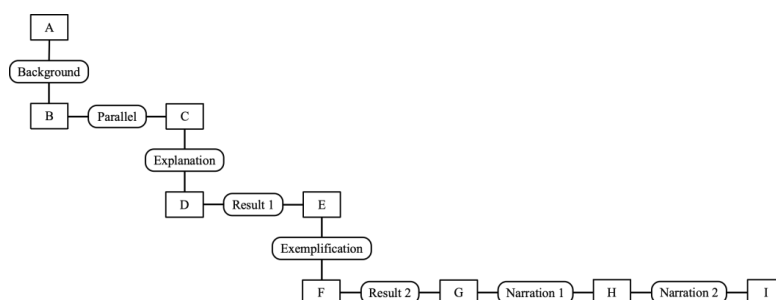 A
Background
B Parallel C
Explanation
D Result 1 E
Exemplification
F Result 2 G Narration 1 H Narration 2 I